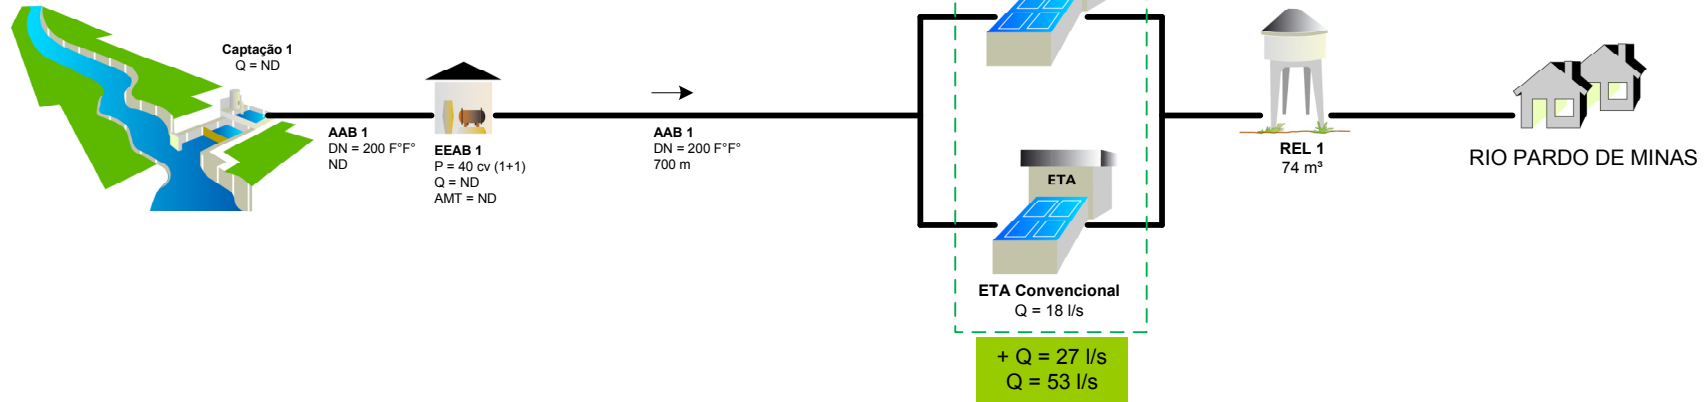 Captação 1
Q = ND
AAB 1
DN = 200 F°F°
ND
EEAB 1
P = 40 cv (1+1)
Q = ND
AMT = ND
AAB 1
DN = 200 F°F°
700 m
ETA
ETA Convencional
Q = 18 l/s
+ Q = 27 l/s
Q = 53 l/s
REL 1
74 m³
RIO PARDO DE MINAS